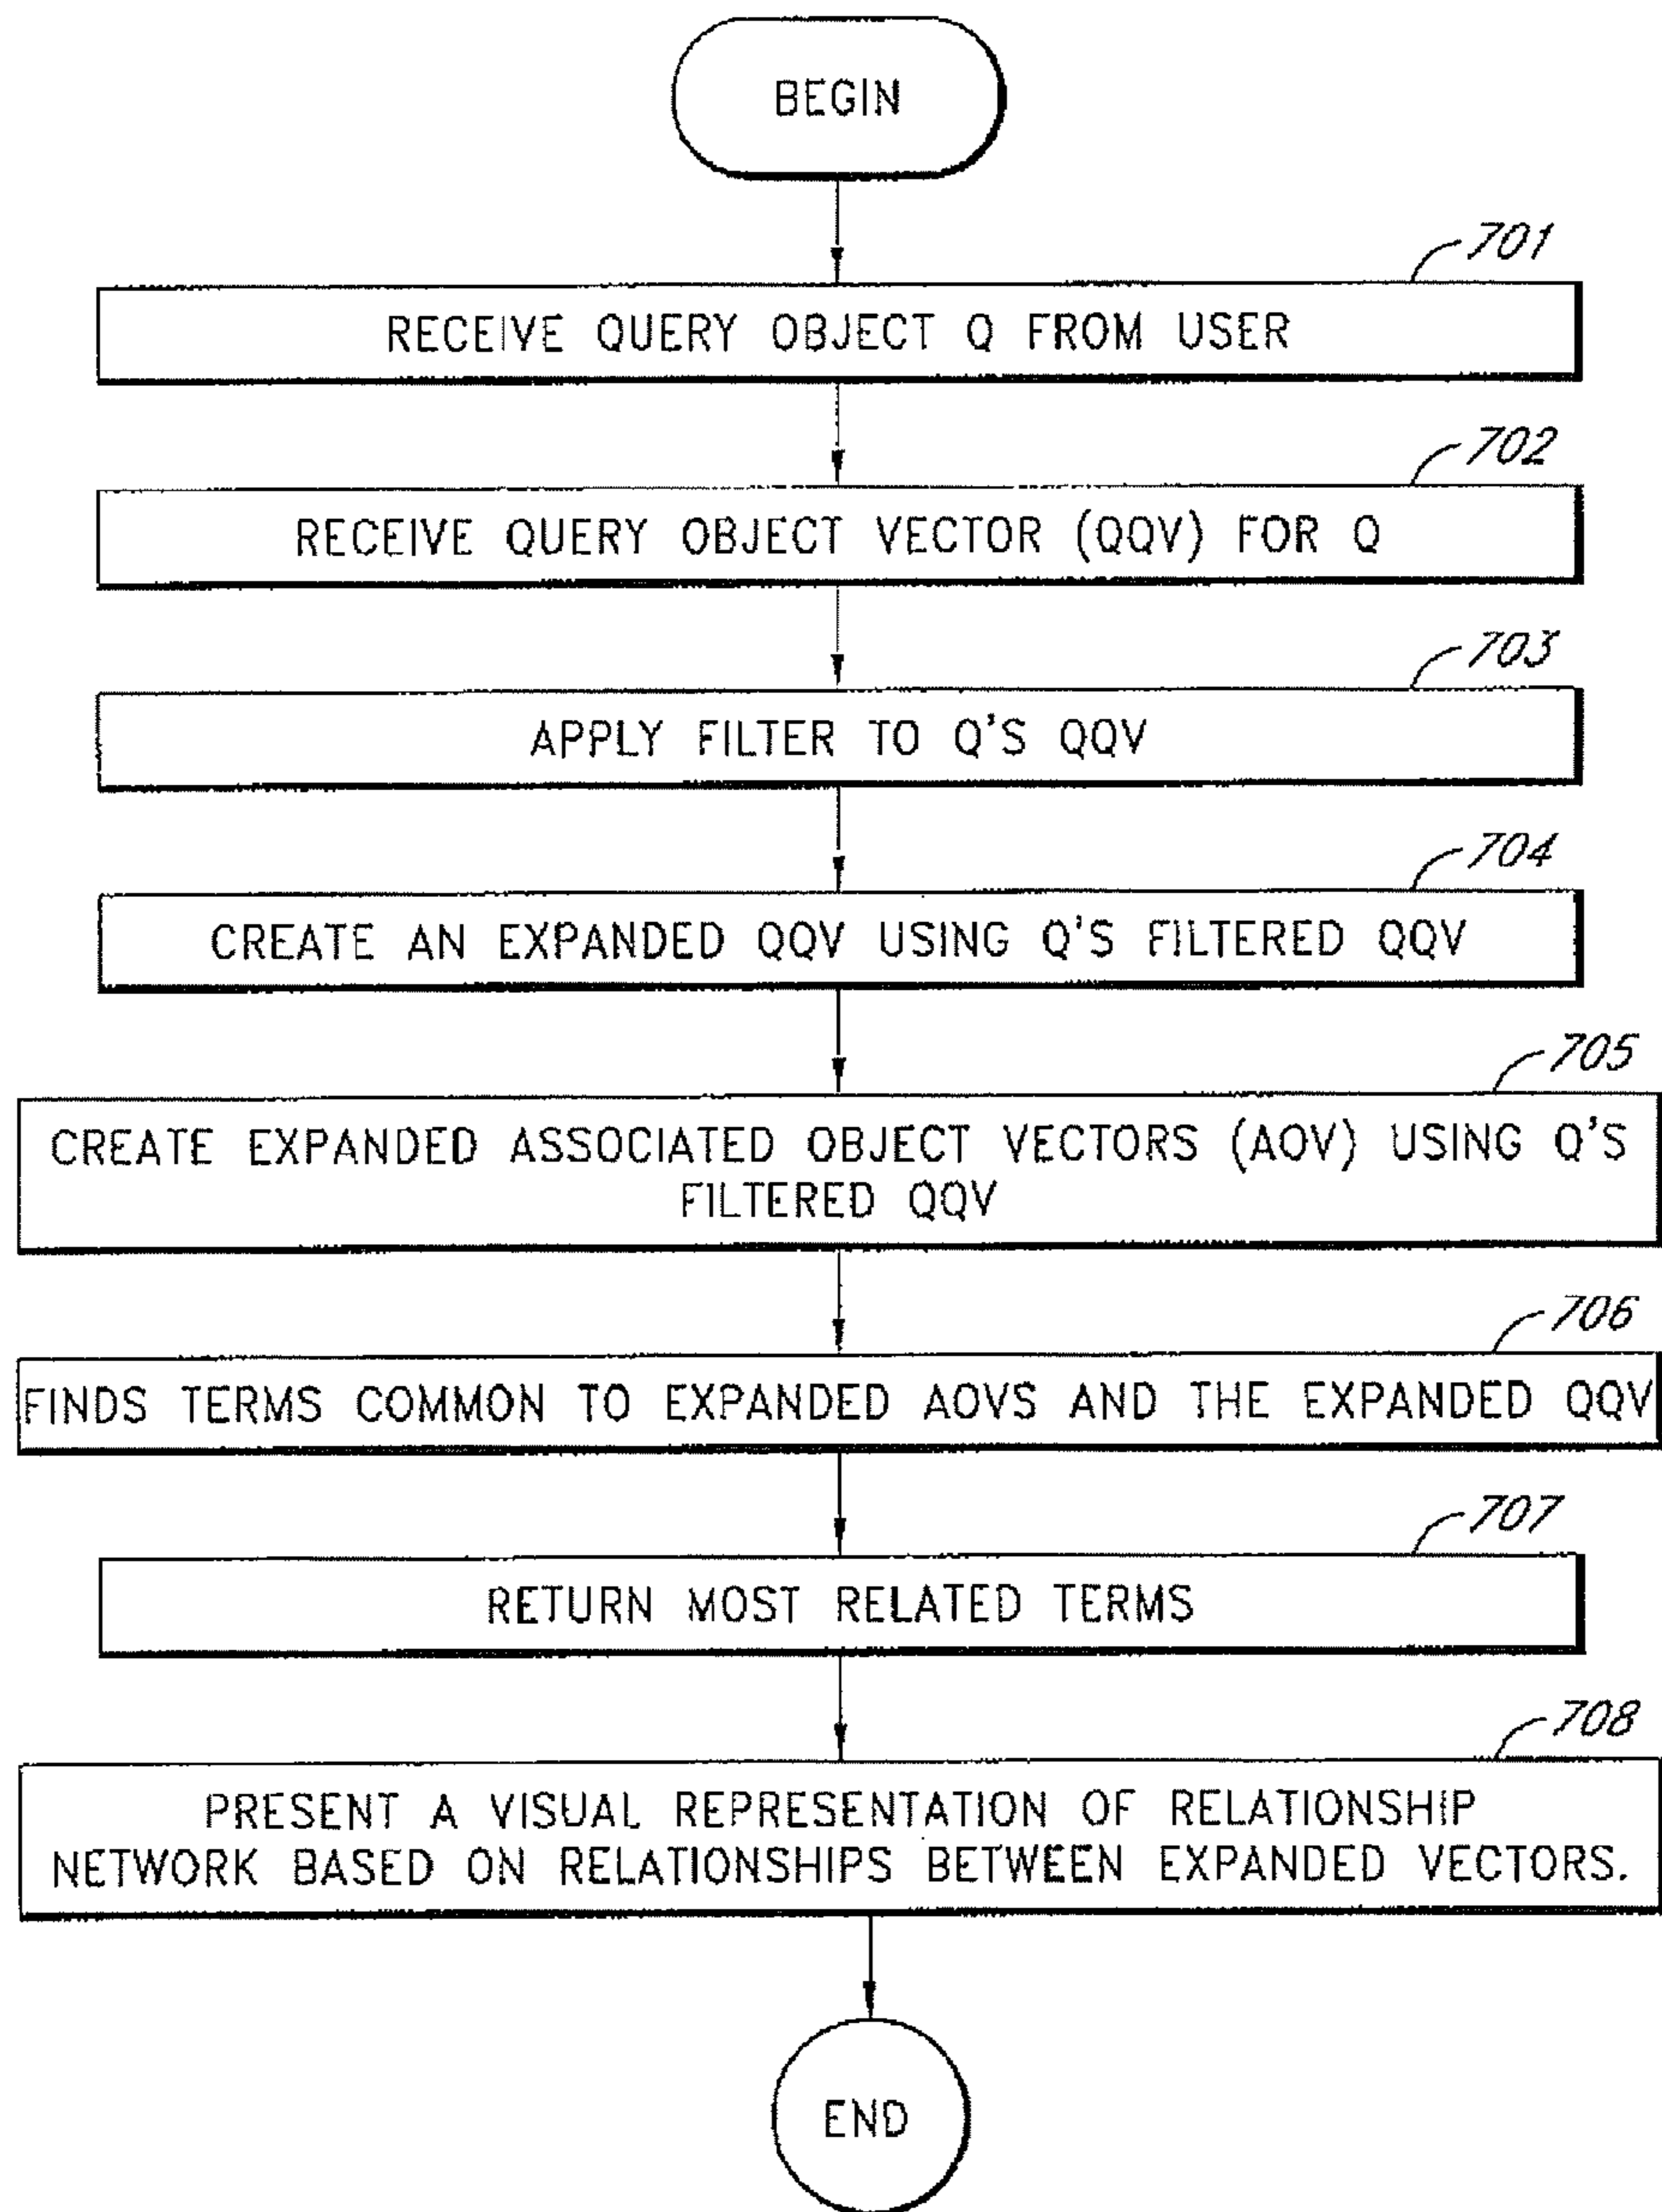 BEGIN
701
RECEIVE QUERY OBJECT Q FROM USER
702
RECEIVE QUERY OBJECT VECTOR (QQV) FOR Q
703
APPLY FILTER TO Q'S QQV
704
CREATE AN EXPANDED QQV USING Q'S FILTERED QQV
705
CREATE EXPANDED ASSOCIATED OBJECT VECTORS (AOV) USING Q'S
FILTERED QQV
706
FINDS TERMS COMMON TO EXPANDED AOVS AND THE EXPANDED QQV
707
RETURN MOST RELATED TERMS
708
PRESENT A VISUAL REPRESENTATION OF RELATIONSHIP
NETWORK BASED ON RELATIONSHIPS BETWEEN EXPANDED VECTORS.
END